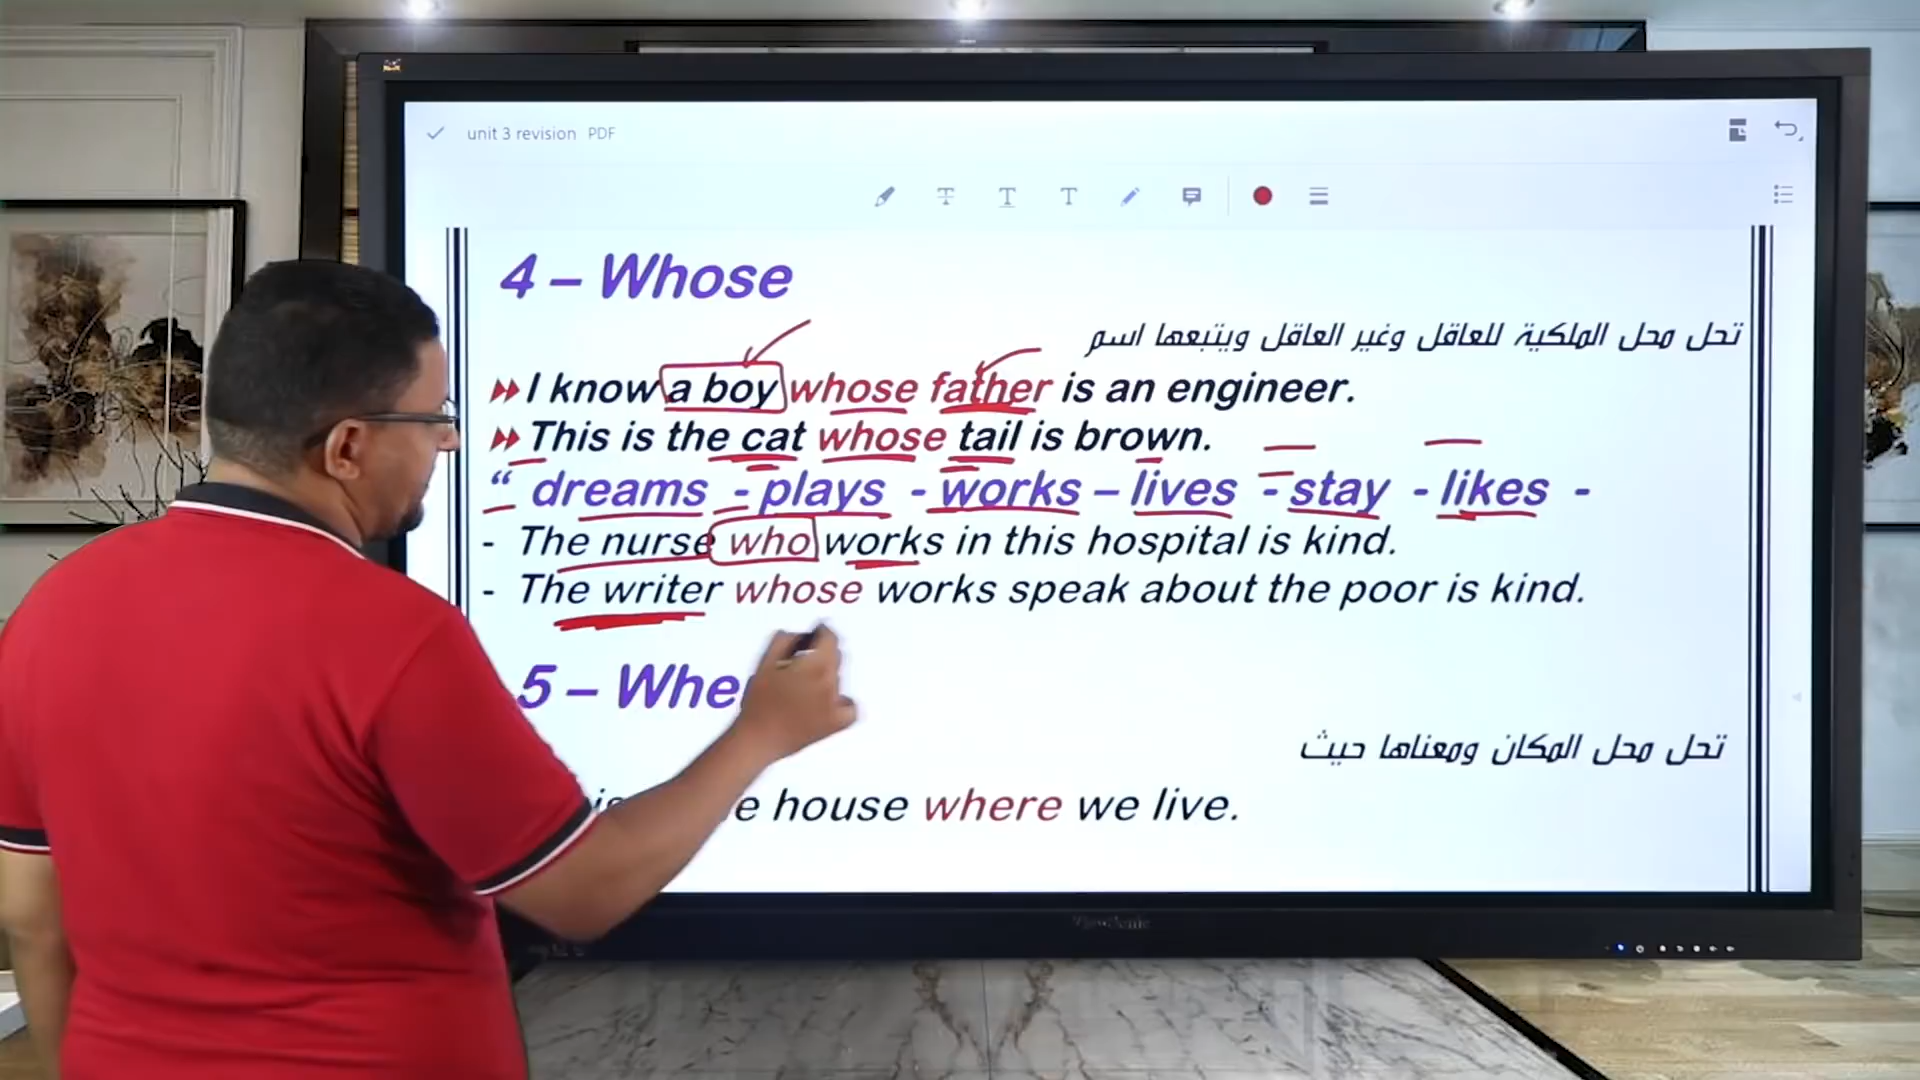 unit 3 revision PDF
4 – Whose
تحل محل الملكية للعاقل وغير العاقل ويتبعها اسم
I know a boy whose father is an engineer.
This is the cat whose tail is brown.
“ dreams - plays - works – lives - stay - likes -
- The nurse who works in this hospital is kind.
- The writer whose works speak about the poor is kind.
5 – Whe
تحل محل المكان ومعناها حيث
house where we live.
ViewSonic